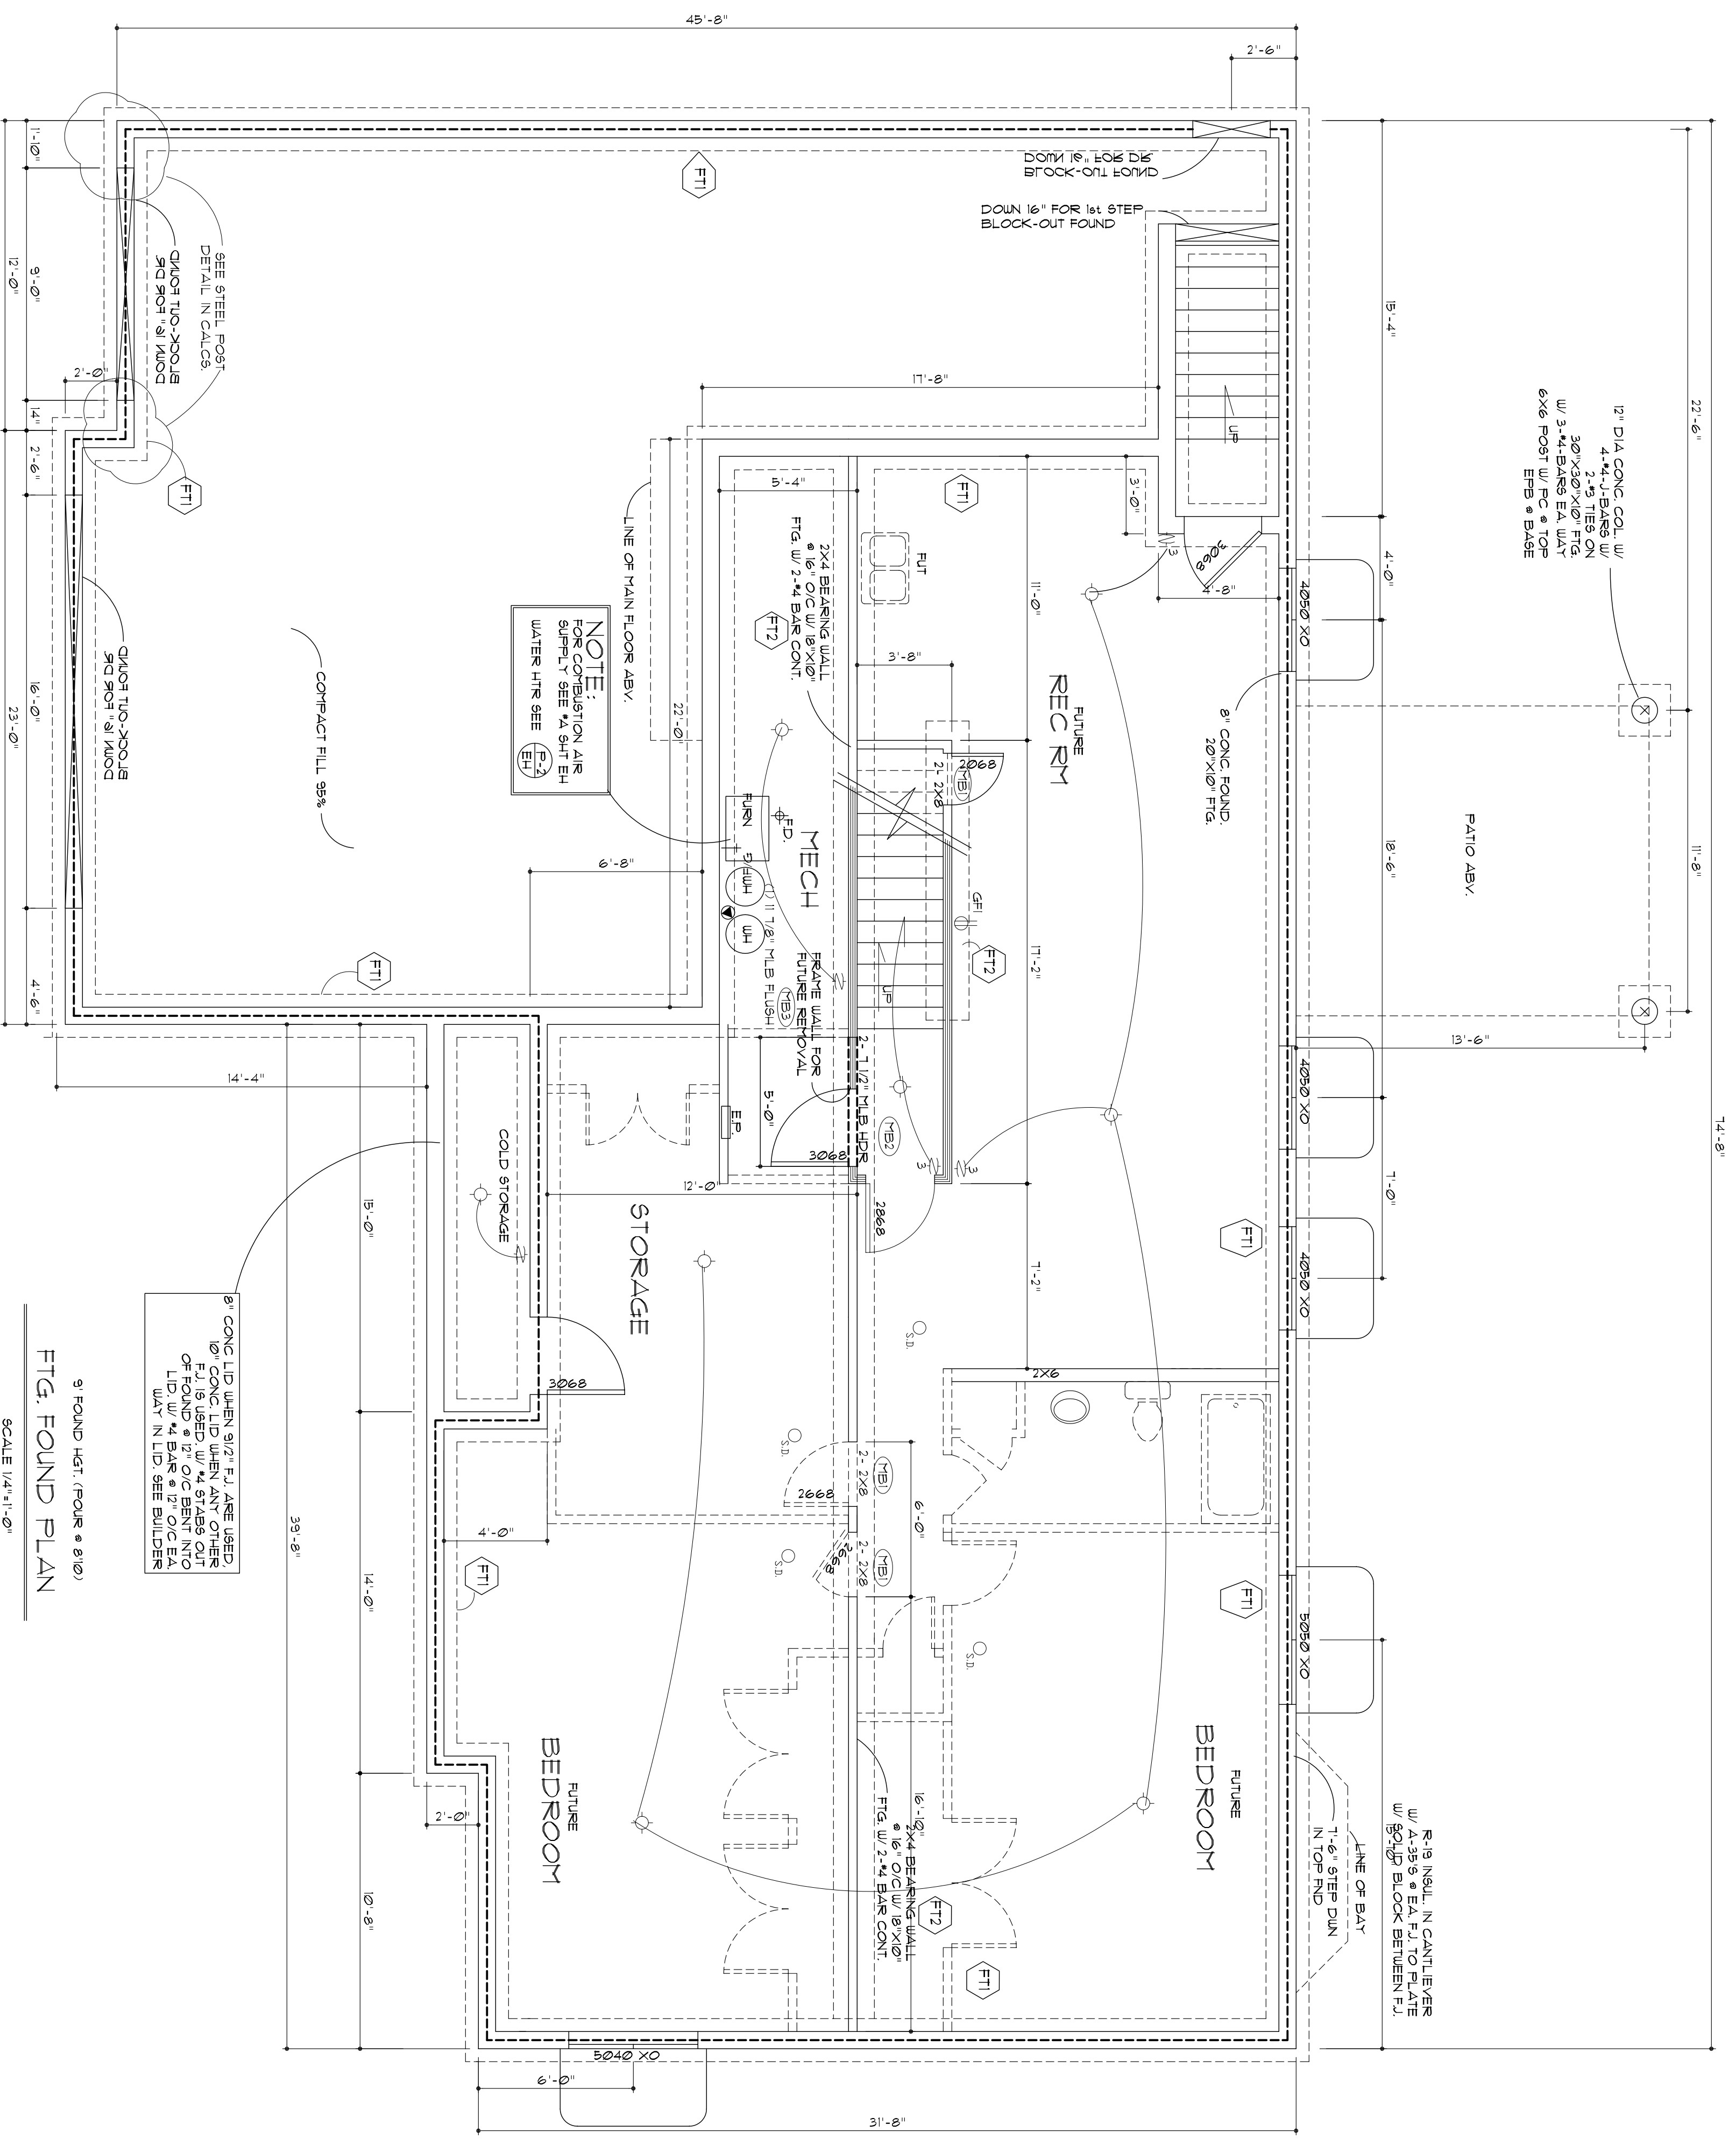 45'-8"
2'-6"
1'-10"
9'-0"
14"
12'-0"
2'-6"
16'-0"
4'-6"
23'-0"
2'-0"
DOWN 16" FOR DR
BLOCK-OUT FOUND
DOWN 16" FOR 1st STEP
BLOCK-OUT FOUND
FT1
SEE STEEL POST
DETAIL IN CALCS.
BLOCK-OUT FOUND
DOWN 16" FOR DR
FT1
BLOCK-OUT FOUND
DOWN 16" FOR DR
COMPACT FILL 95%
FT1
17'-8"
15'-4"
4'-0"
18'-6"
7'-0"
22'-6"
11'-8"
74'-8"
13'-6"
12" DIA CONC. COL. W/
4-#4-J-BARS W/
2-#3 TIES ON
30"X30"X10" FTG.
W/ 3-#4-BARS EA. WAY
6X6 POST W/ PC @ TOP
EPB @ BASE
PATIO ABV.
UP
3068
3
4'-8"
3'-0"
5'-4"
11'-0"
3'-8"
17'-2"
7'-2"
22'-0"
6'-8"
FT1
FUT
FT2
2X4 BEARING WALL
@ 16" O/C W/ 18"X10"
FTG. W/ 2-#4 BAR CONT.
LINE OF MAIN FLOOR ABV.
NOTE:
FOR COMBUSTION AIR
SUPPLY SEE #A SHT EH
WATER HTR SEE
P-2
EH
FUTURE
REC RM
8" CONC. FOUND.
20"X10" FTG.
4050 XO
4050 XO
4050 XO
5050 XO
2068
MB1
2- 2X8
GFI
FT2
UP
MECH
F.D.
FURN
S/FWH
WH
(1) 11 7/8" MLB FLUSH
MB3
FRAME WALL FOR
FUTURE REMOVAL
2- 7 1/2" MLB HDR
MB2
5'-0"
E.P.
3068
3
3
2868
12'-0"
14'-4"
COLD STORAGE
STORAGE
3068
15'-0"
14'-0"
10'-8"
39'-8"
4'-0"
2'-0"
8" CONC LID WHEN 9 1/2" F.J. ARE USED,
10" CONC. LID WHEN ANY OTHER
F.J. IS USED. W/ #4 STABS OUT
OF FOUND @ 12" O/C BENT INTO
LID. W/ #4 BAR @ 12" O/C EA.
WAY IN LID. SEE BUILDER
9' FOUND HGT. (POUR @ 8'10)
FTG. FOUND PLAN
SCALE 1/4"=1'-0"
FT1
FT1
FT1
2X6
S.D.
S.D.
S.D.
S.D.
2668
2668
MB1
2- 2X8
MB1
2- 2X8
6'-0"
16'-10"
2X4 BEARING WALL
@ 16" O/C W/ 18"X10"
FTG. W/ 2-#4 BAR CONT.
FT2
FT1
FUTURE
BEDROOM
FUTURE
BEDROOM
R-19 INSUL. IN CANTLIEVER
W/ A-35'S @ EA. F.J. TO PLATE
W/ SOLID BLOCK BETWEEN F.J.
LINE OF BAY
7'-6" STEP DWN
IN TOP FND
5040 XO
6'-0"
31'-8"